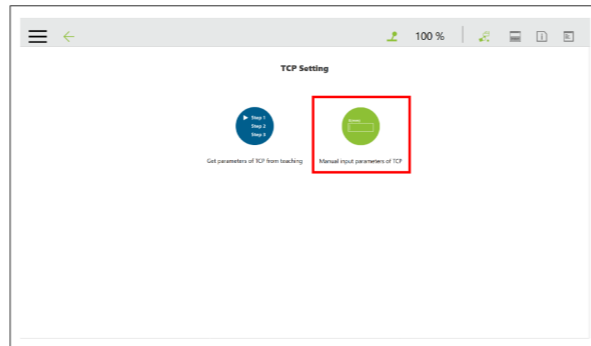 100 %
TCP Setting
Step 1
Step 2
Step 3
Get parameters of TCP from teaching
Manual input parameters of TCP